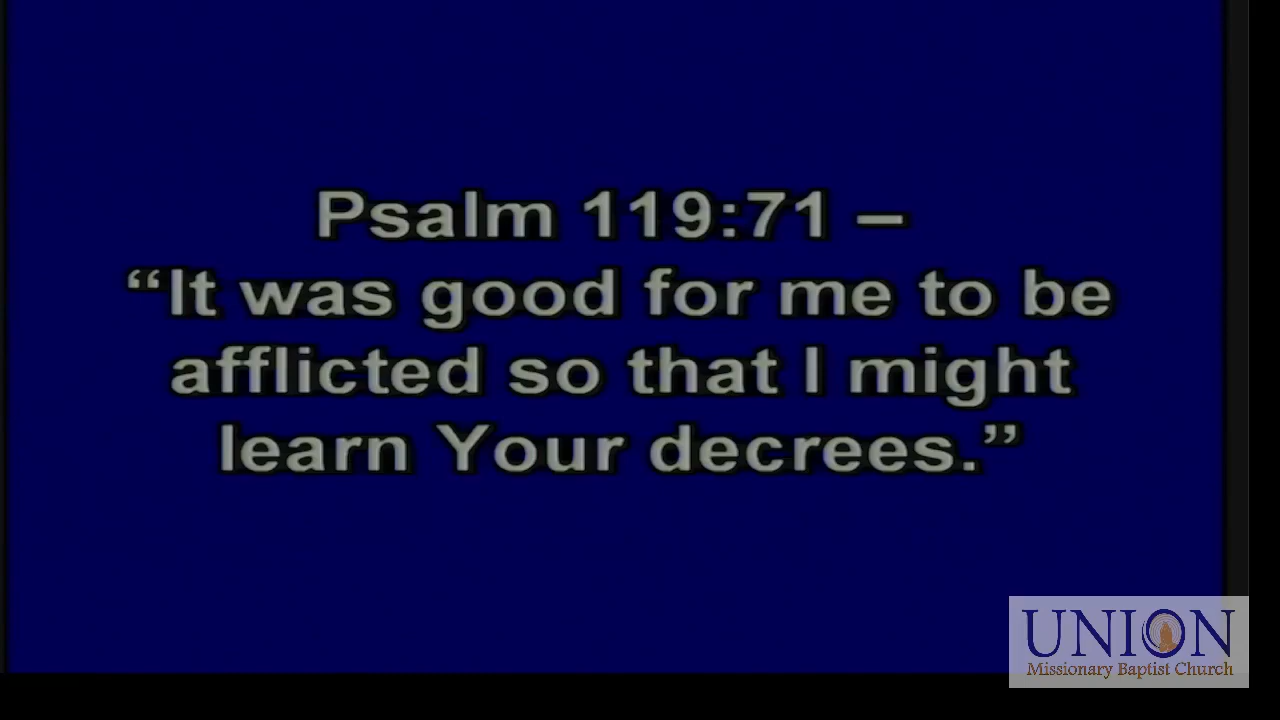 Psalm 119:71 –
“It was good for me to be
afflicted so that I might
learn Your decrees.”
UNION
Missionary Baptist Church